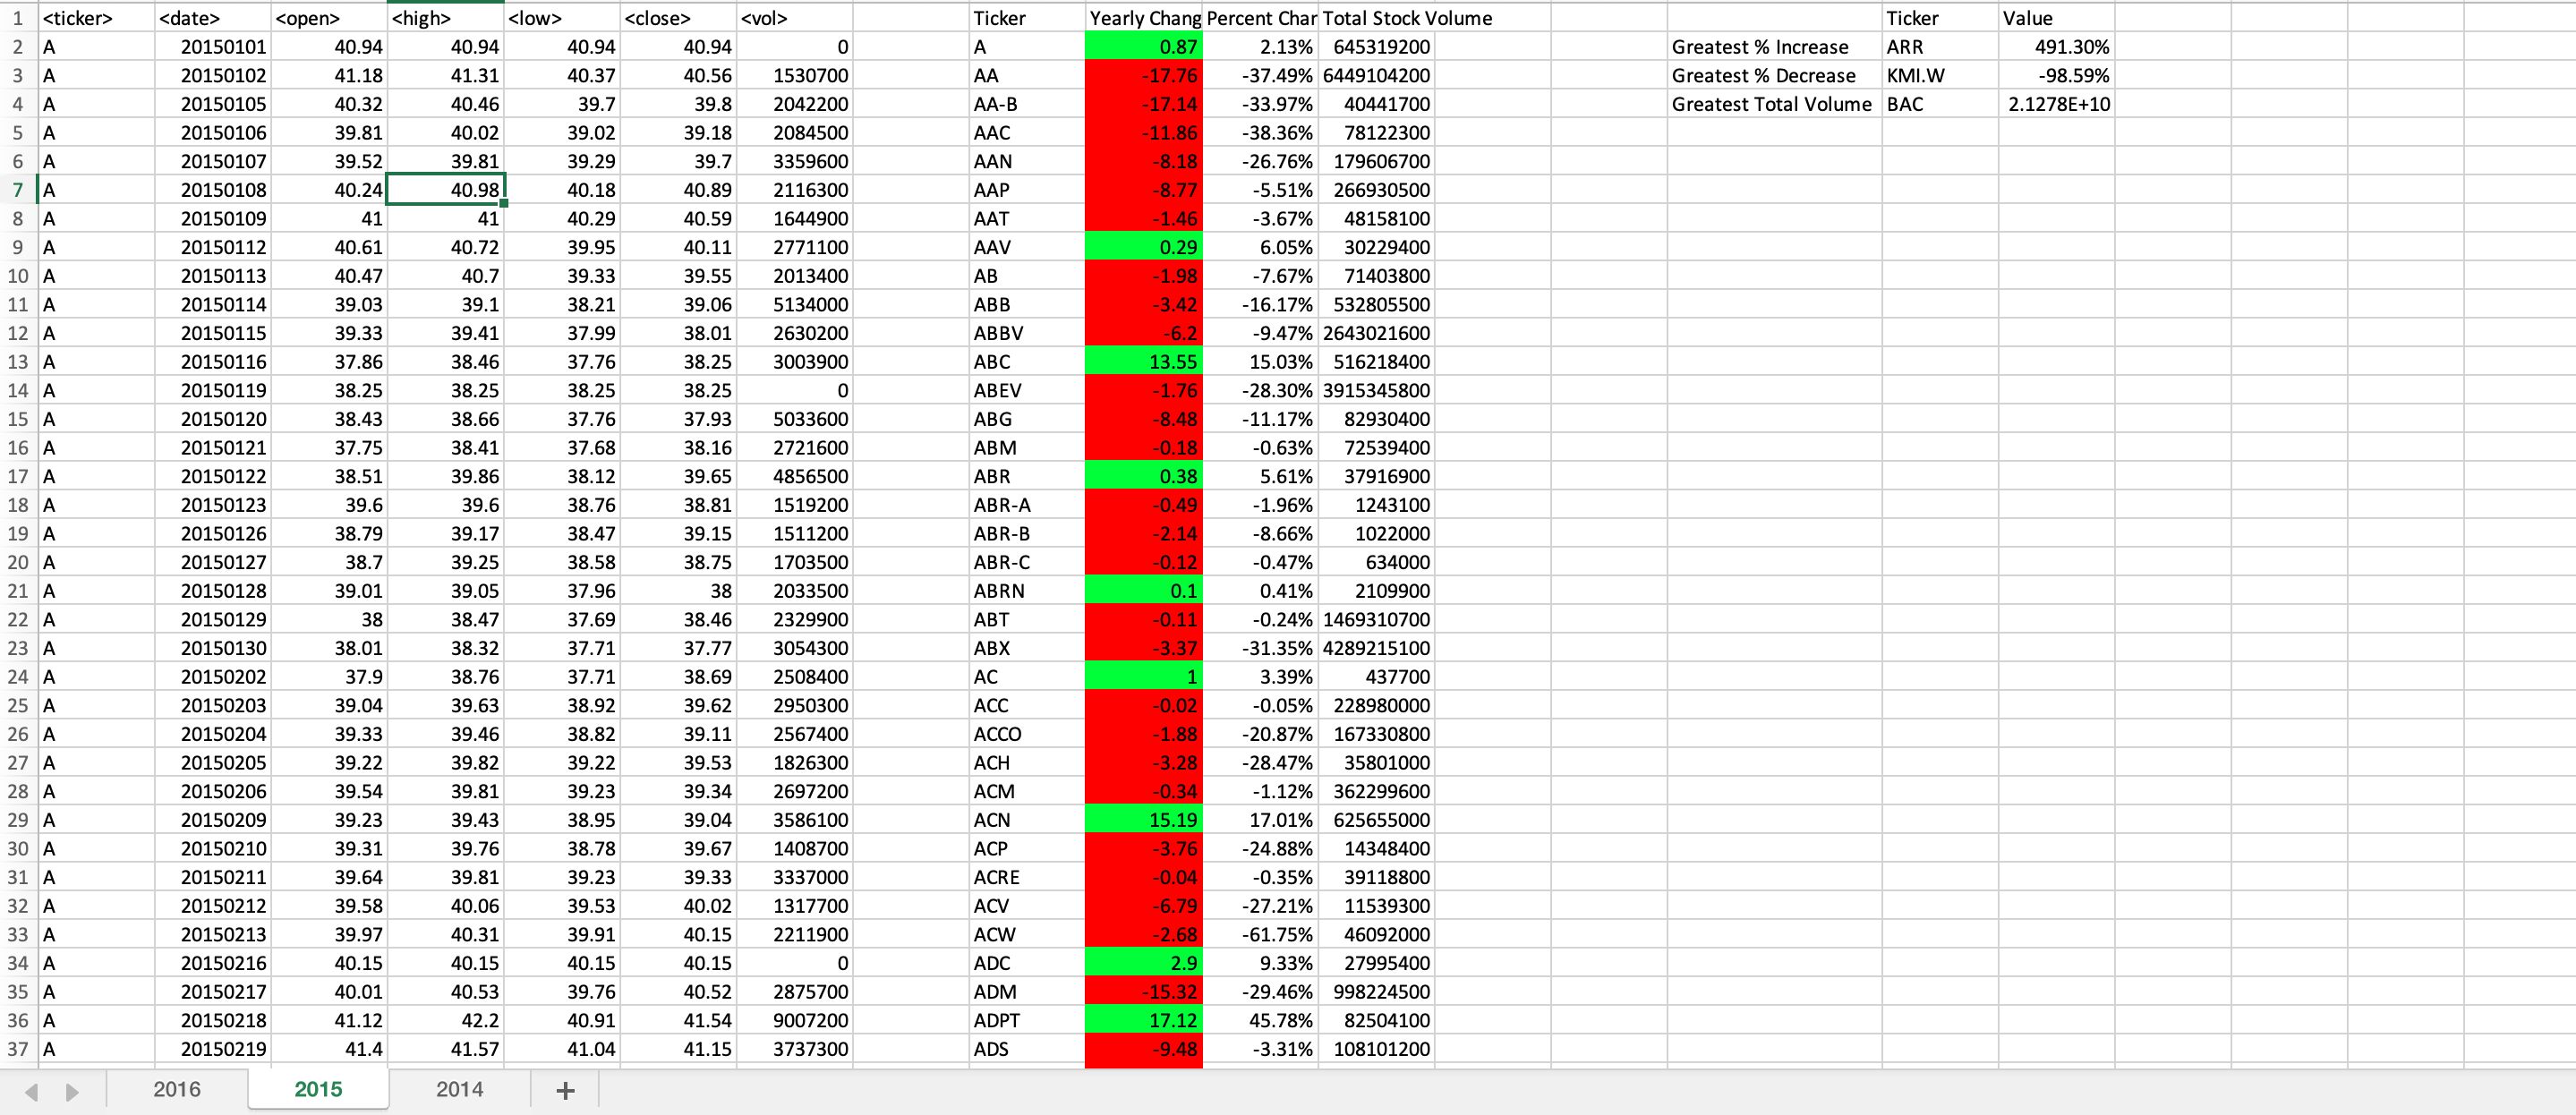 1 <ticker> <date> <open> <high> <low> <close> <vol> Ticker Yearly Chang Percent Char Total Stock Volume Ticker Value
2 A 20150101 40.94 40.94 40.94 40.94 0 A 0.87 2.13% 645319200 Greatest % Increase ARR 491.30%
3 A 20150102 41.18 41.31 40.37 40.56 1530700 AA -17.76 -37.49% 6449104200 Greatest % Decrease KMI.W -98.59%
4 A 20150105 40.32 40.46 39.7 39.8 2042200 AA-B -17.14 -33.97% 40441700 Greatest Total Volume BAC 2.1278E+10
5 A 20150106 39.81 40.02 39.02 39.18 2084500 AAC -11.86 -38.36% 78122300
6 A 20150107 39.52 39.81 39.29 39.7 3359600 AAN -8.18 -26.76% 179606700
7 A 20150108 40.24 40.98 40.18 40.89 2116300 AAP -8.77 -5.51% 266930500
8 A 20150109 41 41 40.29 40.59 1644900 AAT -1.46 -3.67% 48158100
9 A 20150112 40.61 40.72 39.95 40.11 2771100 AAV 0.29 6.05% 30229400
10 A 20150113 40.47 40.7 39.33 39.55 2013400 AB -1.98 -7.67% 71403800
11 A 20150114 39.03 39.1 38.21 39.06 5134000 ABB -3.42 -16.17% 532805500
12 A 20150115 39.33 39.41 37.99 38.01 2630200 ABBV -6.2 -9.47% 2643021600
13 A 20150116 37.86 38.46 37.76 38.25 3003900 ABC 13.55 15.03% 516218400
14 A 20150119 38.25 38.25 38.25 38.25 0 ABEV -1.76 -28.30% 3915345800
15 A 20150120 38.43 38.66 37.76 37.93 5033600 ABG -8.48 -11.17% 82930400
16 A 20150121 37.75 38.41 37.68 38.16 2721600 ABM -0.18 -0.63% 72539400
17 A 20150122 38.51 39.86 38.12 39.65 4856500 ABR 0.38 5.61% 37916900
18 A 20150123 39.6 39.6 38.76 38.81 1519200 ABR-A -0.49 -1.96% 1243100
19 A 20150126 38.79 39.17 38.47 39.15 1511200 ABR-B -2.14 -8.66% 1022000
20 A 20150127 38.7 39.25 38.58 38.75 1703500 ABR-C -0.12 -0.47% 634000
21 A 20150128 39.01 39.05 37.96 38 2033500 ABRN 0.1 0.41% 2109900
22 A 20150129 38 38.47 37.69 38.46 2329900 ABT -0.11 -0.24% 1469310700
23 A 20150130 38.01 38.32 37.71 37.77 3054300 ABX -3.37 -31.35% 4289215100
24 A 20150202 37.9 38.76 37.71 38.69 2508400 AC 1 3.39% 437700
25 A 20150203 39.04 39.63 38.92 39.62 2950300 ACC -0.02 -0.05% 228980000
26 A 20150204 39.33 39.46 38.82 39.11 2567400 ACCO -1.88 -20.87% 167330800
27 A 20150205 39.22 39.82 39.22 39.53 1826300 ACH -3.28 -28.47% 35801000
28 A 20150206 39.54 39.81 39.23 39.34 2697200 ACM -0.34 -1.12% 362299600
29 A 20150209 39.23 39.43 38.95 39.04 3586100 ACN 15.19 17.01% 625655000
30 A 20150210 39.31 39.76 38.78 39.67 1408700 ACP -3.76 -24.88% 14348400
31 A 20150211 39.64 39.81 39.23 39.33 3337000 ACRE -0.04 -0.35% 39118800
32 A 20150212 39.58 40.06 39.53 40.02 1317700 ACV -6.79 -27.21% 11539300
33 A 20150213 39.97 40.31 39.91 40.15 2211900 ACW -2.68 -61.75% 46092000
34 A 20150216 40.15 40.15 40.15 40.15 0 ADC 2.9 9.33% 27995400
35 A 20150217 40.01 40.53 39.76 40.52 2875700 ADM -15.32 -29.46% 998224500
36 A 20150218 41.12 42.2 40.91 41.54 9007200 ADPT 17.12 45.78% 82504100
37 A 20150219 41.4 41.57 41.04 41.15 3737300 ADS -9.48 -3.31% 108101200
2016 2015 2014 +